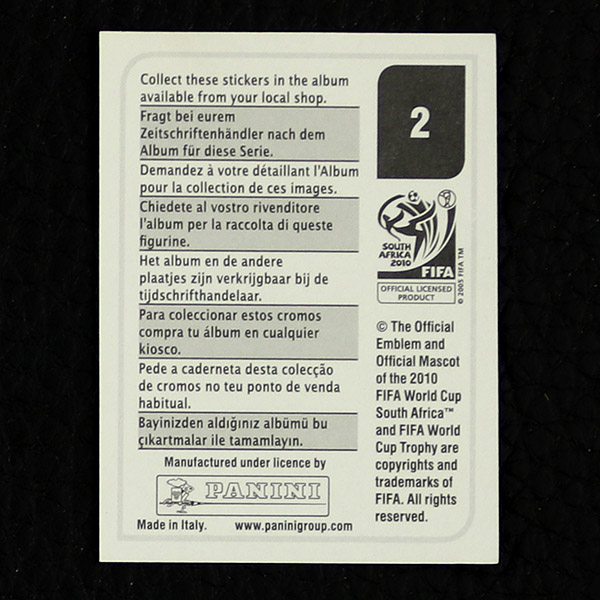 Collect these stickers in the album
available from your local shop.
Fragt bei eurem
Zeitschriftenhändler nach dem
Album für diese Serie.
Demandez à votre détaillant l'Album
pour la collection de ces images.
Chiedete al vostro rivenditore
l'album per la raccolta di queste
figurine.
Het album en de andere
plaatjes zijn verkrijgbaar bij de
tijdschrifthandelaar.
Para coleccionar estos cromos
compra tu álbum en cualquier
kiosco.
Pede a caderneta desta colecção
de cromos no teu ponto de venda
habitual.
Bayinizden aldığınız albümü bu
çıkartmalar ile tamamlayın.
Manufactured under licence by
PANINI
Made in Italy. www.paninigroup.com
2
SOUTH
AFRICA
2010
FIFA
© 2005 FIFA TM
OFFICIAL LICENSED
PRODUCT
© The Official
Emblem and
Official Mascot
of the 2010
FIFA World Cup
South Africa™
and FIFA World
Cup Trophy are
copyrights and
trademarks of
FIFA. All rights
reserved.